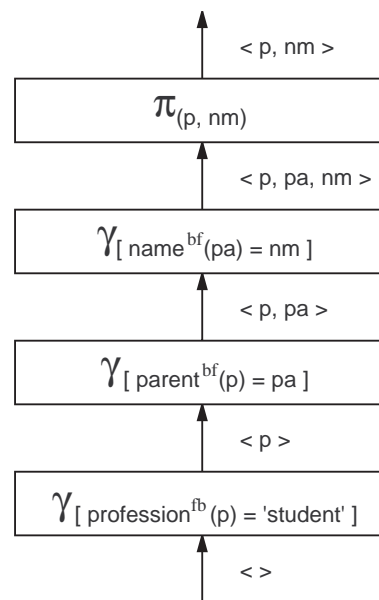 < p, nm >
π(p, nm)
< p, pa, nm >
γ[ name^bf(pa) = nm ]
< p, pa >
γ[ parent^bf(p) = pa ]
< p >
γ[ profession^fb(p) = 'student' ]
< >